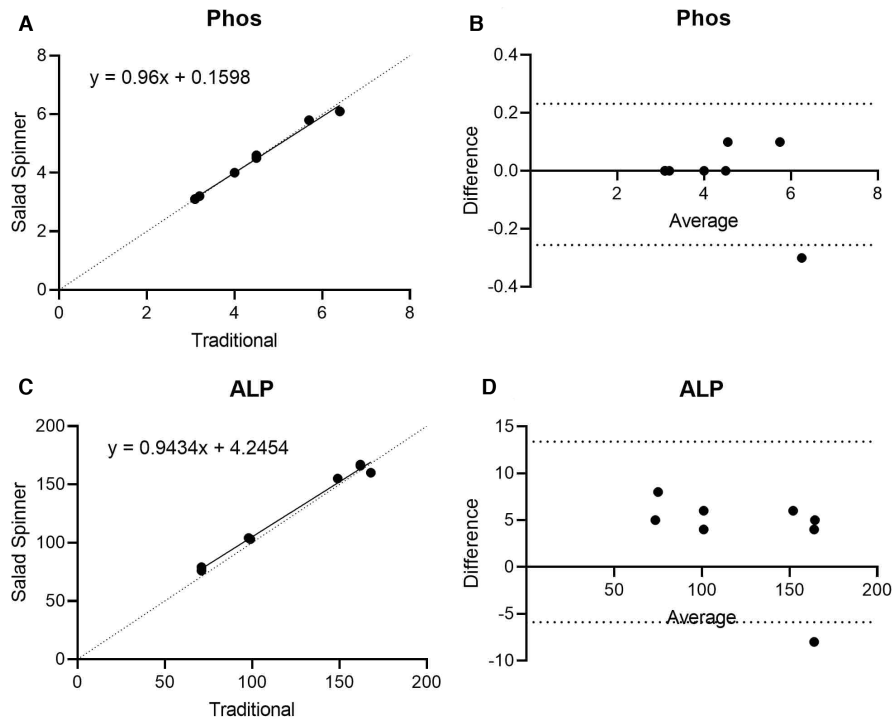 A
Phos
y = 0.96x + 0.1598
8
6
4
2
0
Salad Spinner
0 2 4 6 8
Traditional
B
Phos
0.4
0.2
0.0
-0.2
-0.4
Difference
2 4 6 8
Average
C
ALP
y = 0.9434x + 4.2454
200
150
100
50
0
Salad Spinner
0 50 100 150 200
Traditional
D
ALP
15
10
5
0
-5
-10
Difference
50 100 150 200
Average